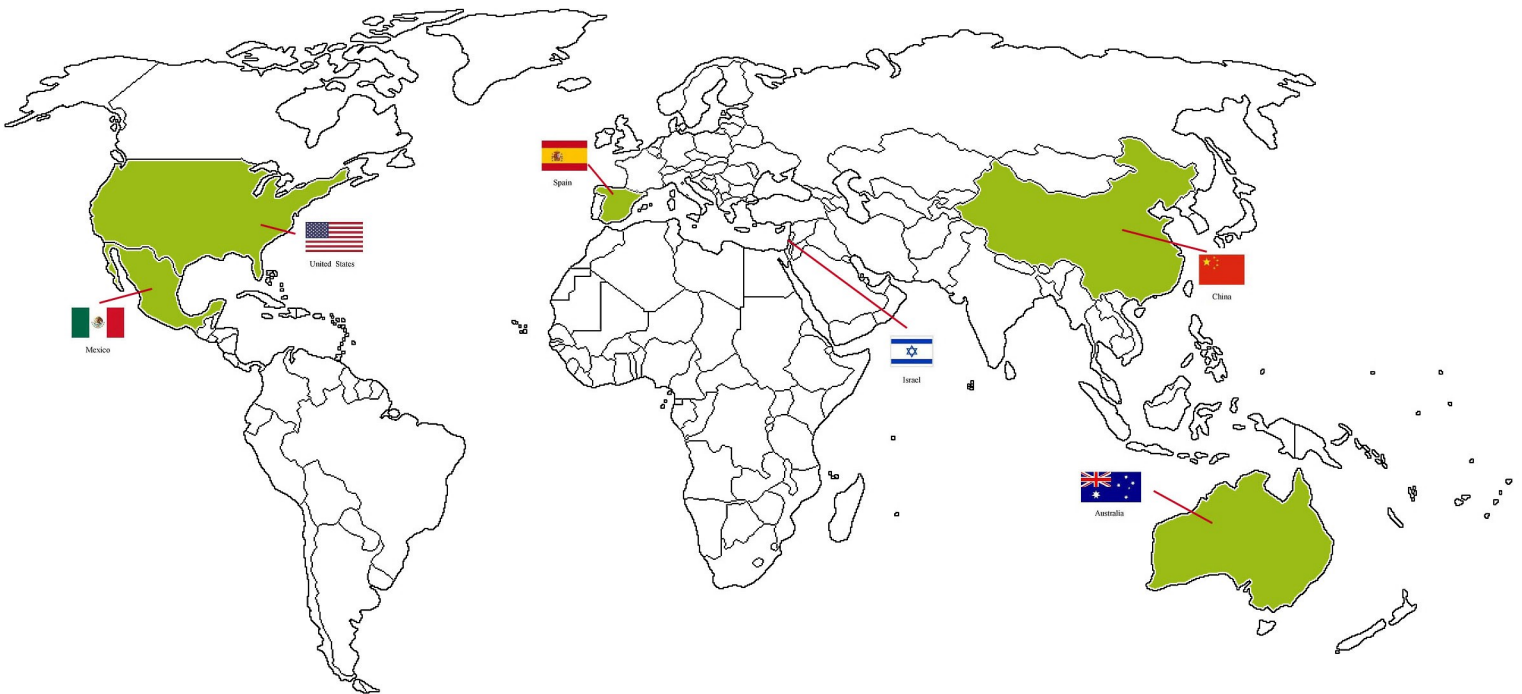 Spain
United States
China
Mexico
Israel
Australia